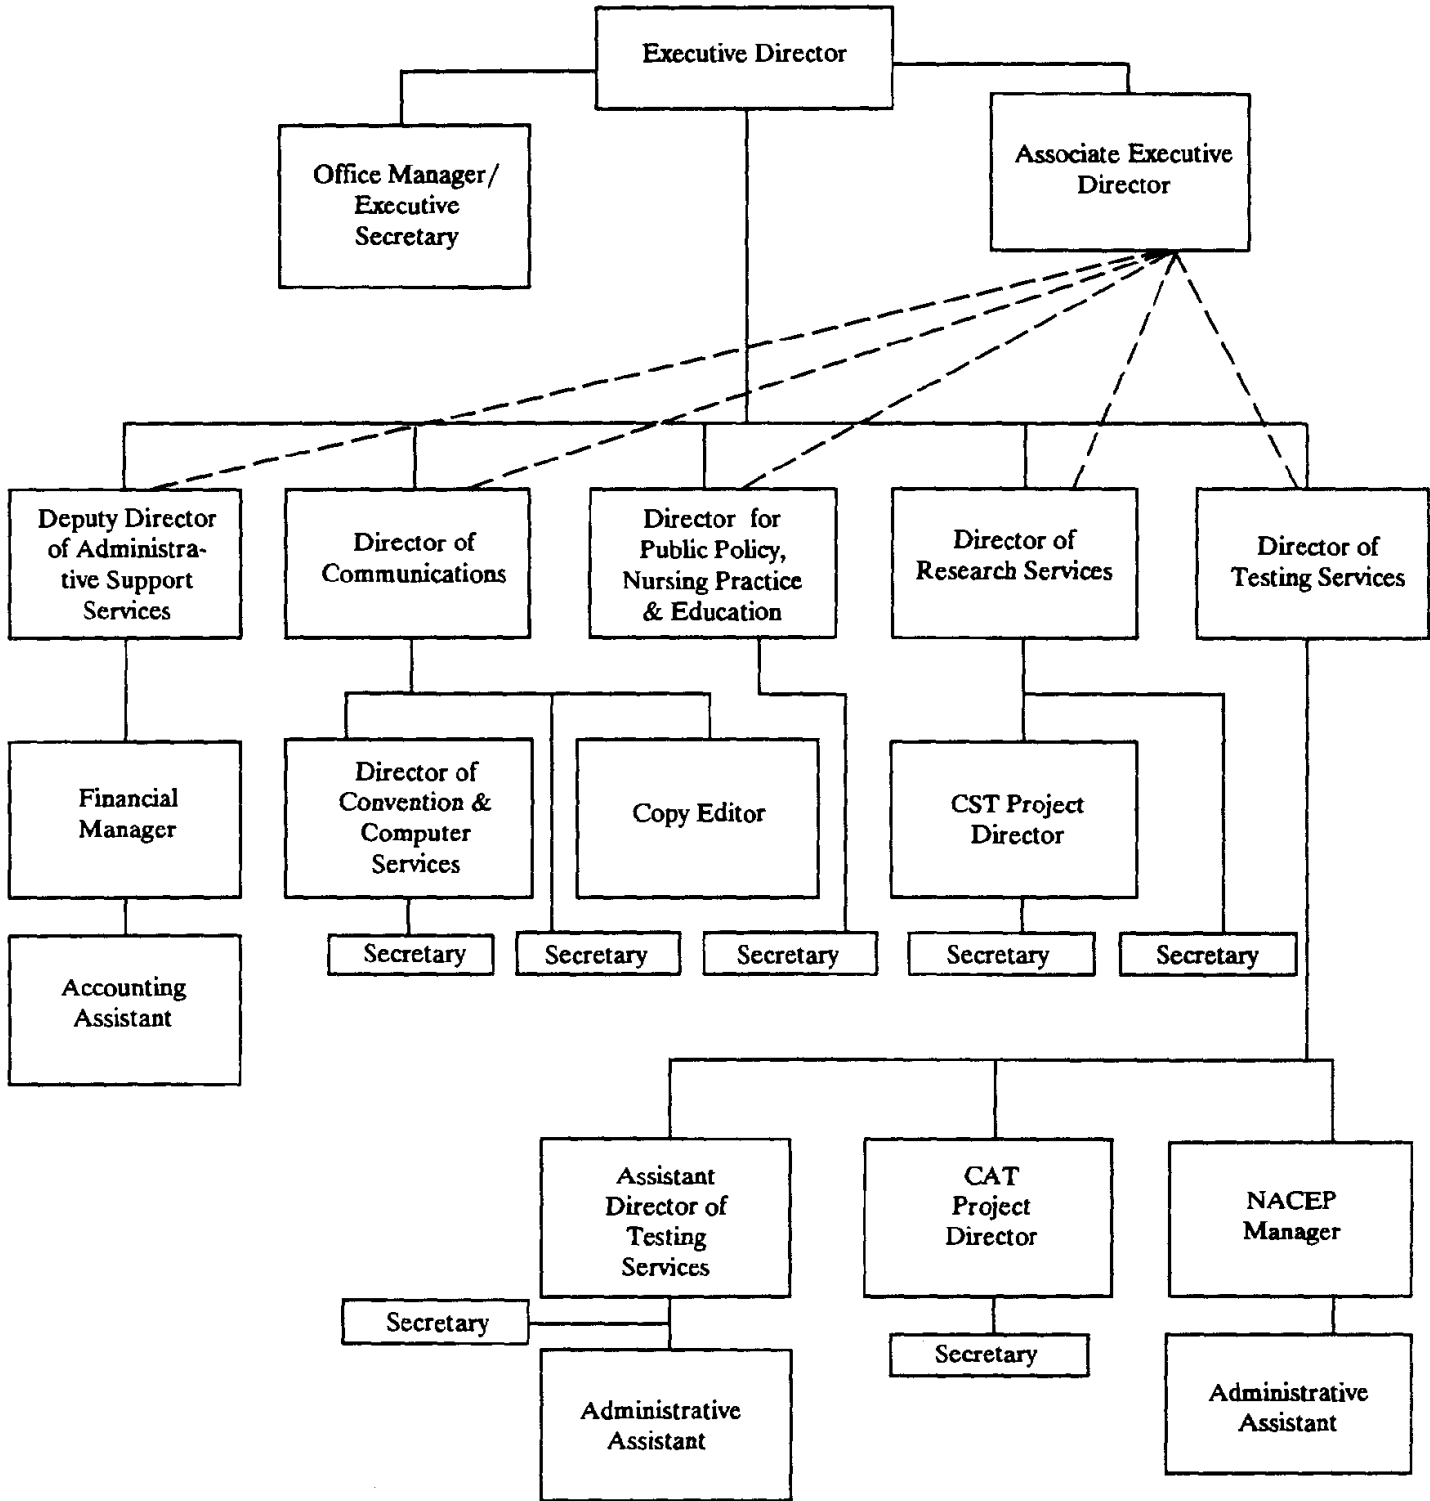 Executive Director
Office Manager/
Executive
Secretary
Associate Executive
Director
Deputy Director
of Administra-
tive Support
Services
Director of
Communications
Director for
Public Policy,
Nursing Practice
& Education
Director of
Research Services
Director of
Testing Services
Financial
Manager
Director of
Convention &
Computer
Services
Copy Editor
CST Project
Director
Secretary
Secretary
Secretary
Secretary
Secretary
Accounting
Assistant
Assistant
Director of
Testing
Services
CAT
Project
Director
NACEP
Manager
Secretary
Secretary
Administrative
Assistant
Administrative
Assistant